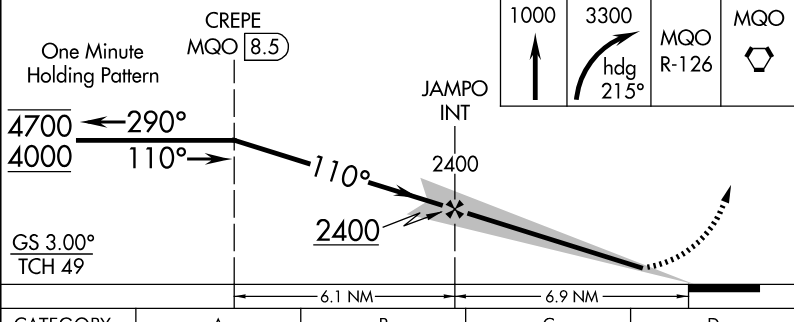 CREPE
MQO 8.5
One Minute
Holding Pattern
1000
3300
hdg
215°
MQO
R-126
MQO
JAMPO
INT
4700
290°
4000
110°
110°
2400
2400
GS 3.00°
TCH 49
6.1 NM
6.9 NM